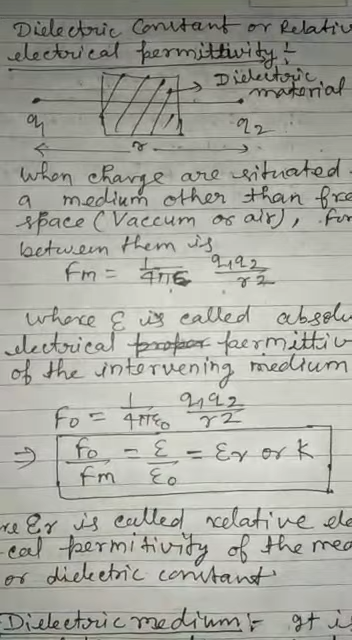 Dielectric Constant or Relativ
electrical permittivity :-
Dielectric
material
q1 q2
r
When charge are situated
a medium other than fre
space (Vaccum or air), for
between them is
Fm = 1/4πε q1q2/r2
Where ε is called absolu
electrical proper permittiv
of the intervening medium
Fo = 1/4πε0 q1q2/r2
⇒ Fo/Fm = ε/ε0 = εr or K
re εr is called relative ele
cal permitivity of the med
or dielectric constant.
Dielectric medium :- gt i